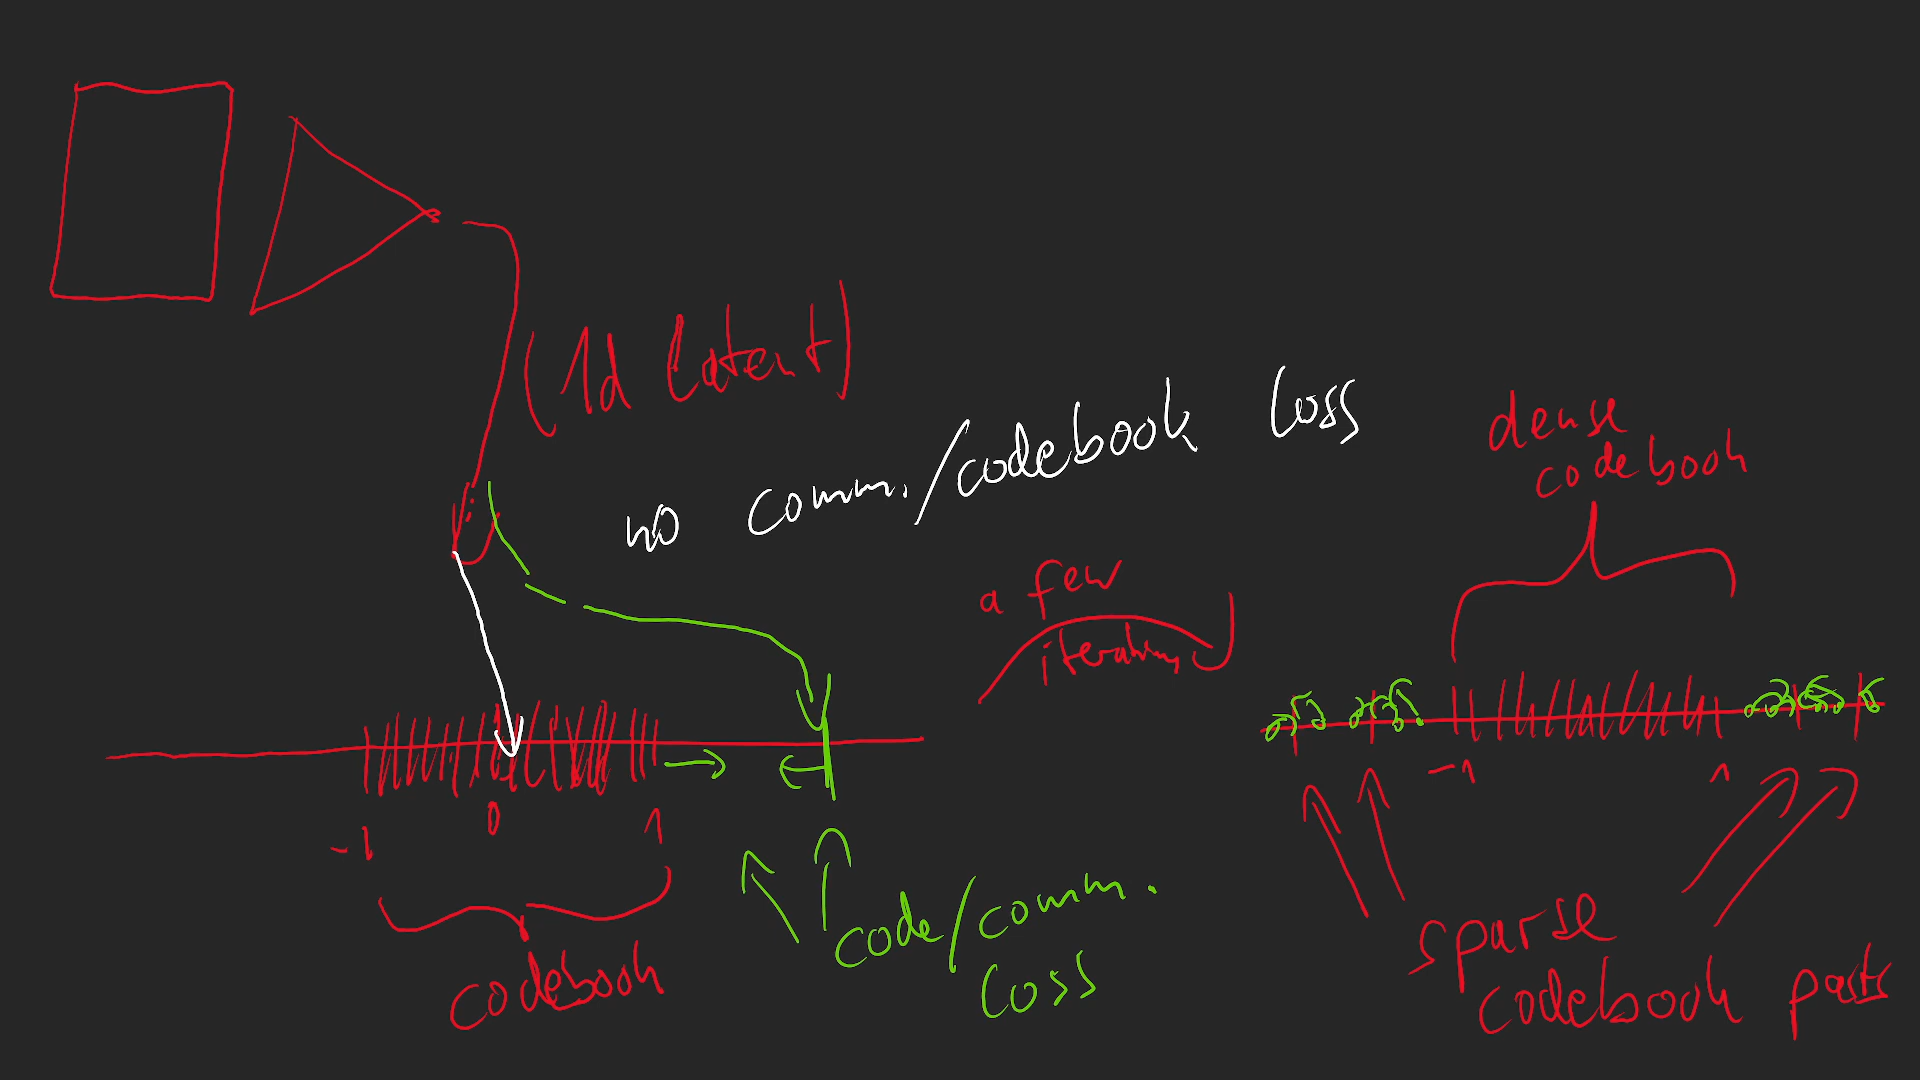 (1d latent)
no comm./codebook loss
dense
codebook
a few
iterations
-1
0
1
-1
1
codebook
code/comm.
loss
sparse
codebook parts